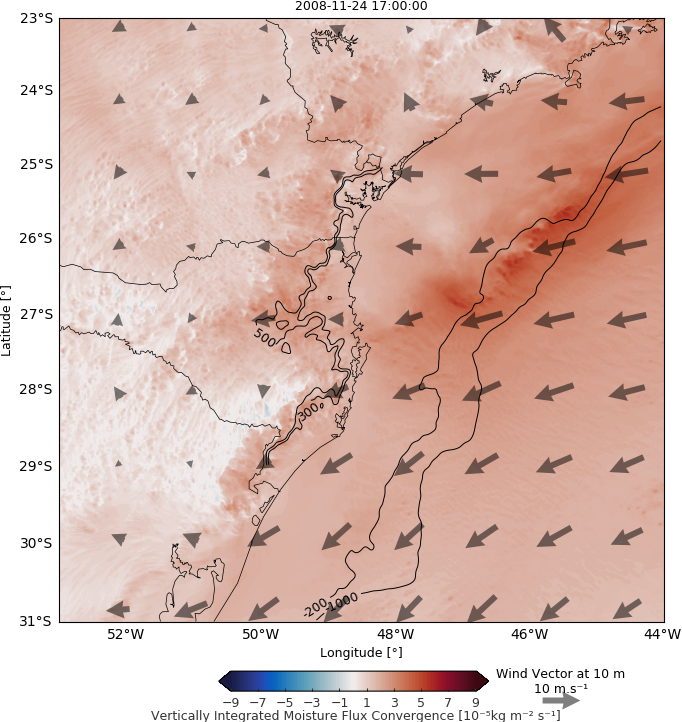 2008-11-24 17:00:00
23°S
24°S
25°S
26°S
27°S
28°S
29°S
30°S
31°S
Latitude [°]
500
300
-200
-1000
52°W 50°W 48°W 46°W 44°W
Longitude [°]
−9 −7 −5 −3 −1 1 3 5 7 9
Wind Vector at 10 m
10 m.s⁻¹
Vertically Integrated Moisture Flux Convergence [10⁻⁵kg m⁻² s⁻¹]